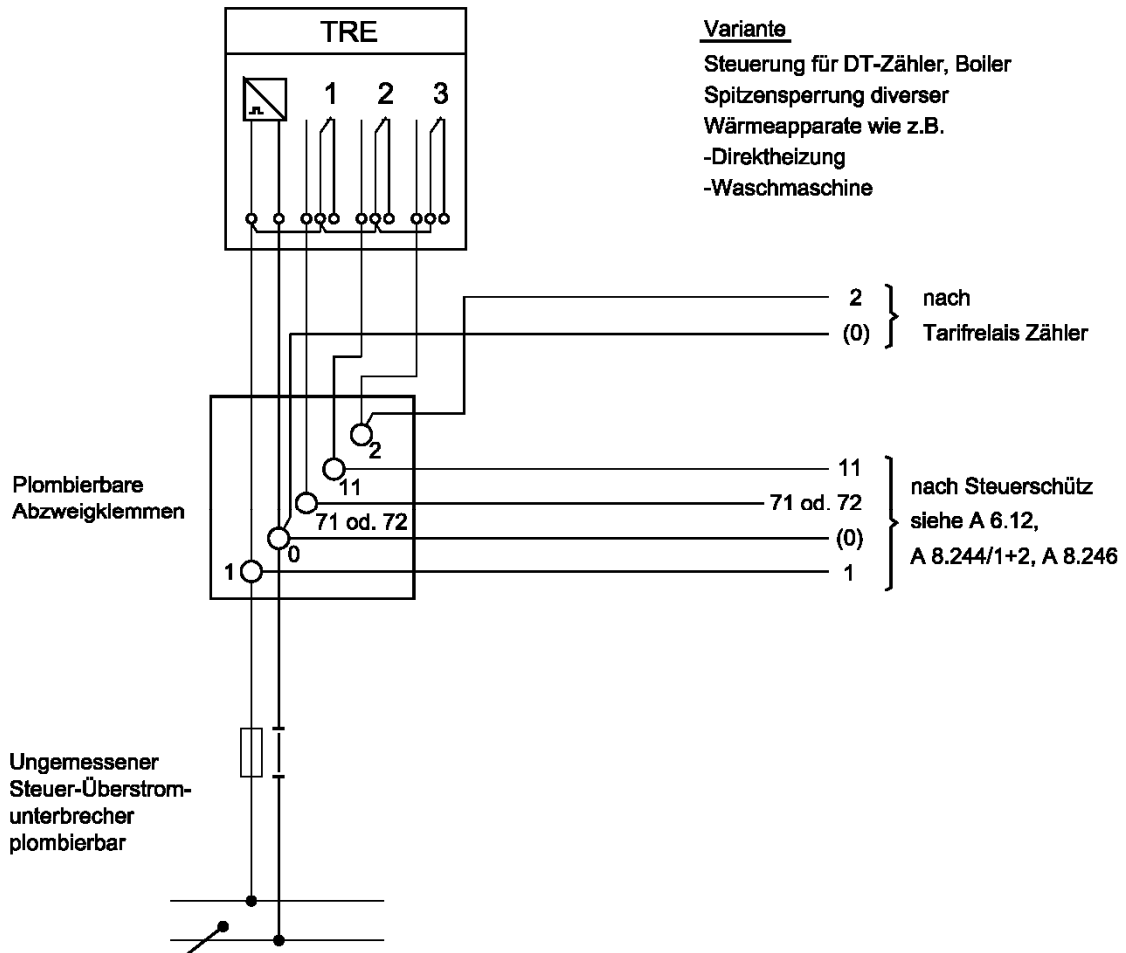 TRE
1 2 3
Variante
Steuerung für DT-Zähler, Boiler
Spitzensperrung diverser
Wärmeapparate wie z.B.
-Direktheizung
-Waschmaschine
2
(0)
nach
Tarifrelais Zähler
Plombierbare
Abzweigklemmen
2
11
71 od. 72
0
1
11
71 od. 72
(0)
1
nach Steuerschütz
siehe A 6.12,
A 8.244/1+2, A 8.246
Ungemessener
Steuer-Überstrom-
unterbrecher
plombierbar